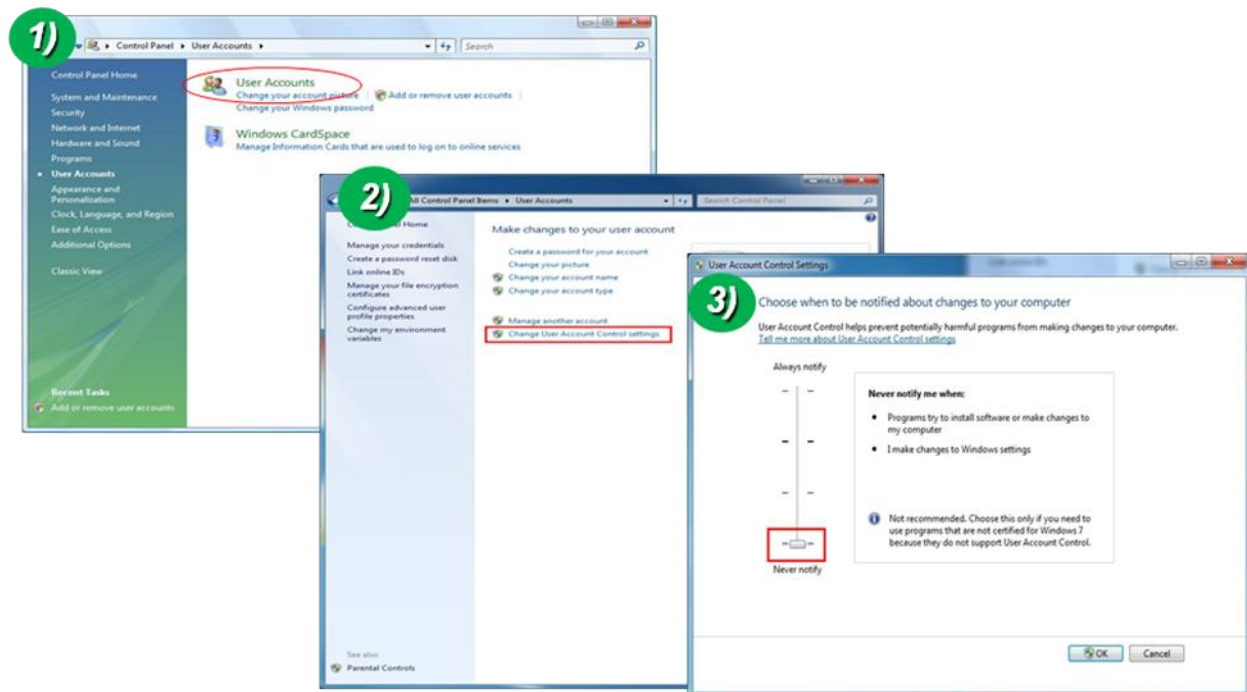 1)
Control Panel ▸ User Accounts ▸
Search
Control Panel Home
System and Maintenance
Security
Network and Internet
Hardware and Sound
Programs
User Accounts
Appearance and
Personalization
Clock, Language, and Region
Ease of Access
Additional Options
Classic View
Recent Tasks
Add or remove user accounts
User Accounts
Change your account picture
Add or remove user accounts
Change your Windows password
Windows CardSpace
Manage Information Cards that are used to log on to online services
2)
All Control Panel Items ▸ User Accounts
Search Control Panel
Home
Manage your credentials
Create a password reset disk
Link online IDs
Manage your file encryption
certificates
Configure advanced user
profile properties
Change my environment
variables
See also
Parental Controls
Make changes to your user account
Create a password for your account
Change your picture
Change your account name
Change your account type
Manage another account
Change User Account Control settings
3)
User Account Control Settings
Choose when to be notified about changes to your computer
User Account Control helps prevent potentially harmful programs from making changes to your computer.
Tell me more about User Account Control settings
Always notify
Never notify
Never notify me when:
• Programs try to install software or make changes to
my computer
• I make changes to Windows settings
Not recommended. Choose this only if you need to
use programs that are not certified for Windows 7
because they do not support User Account Control.
OK
Cancel